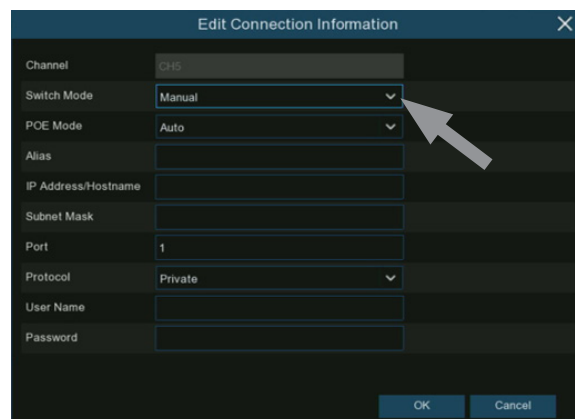 Edit Connection Information
Channel CH5
Switch Mode Manual
POE Mode Auto
Alias
IP Address/Hostname
Subnet Mask
Port 1
Protocol Private
User Name
Password
OK Cancel